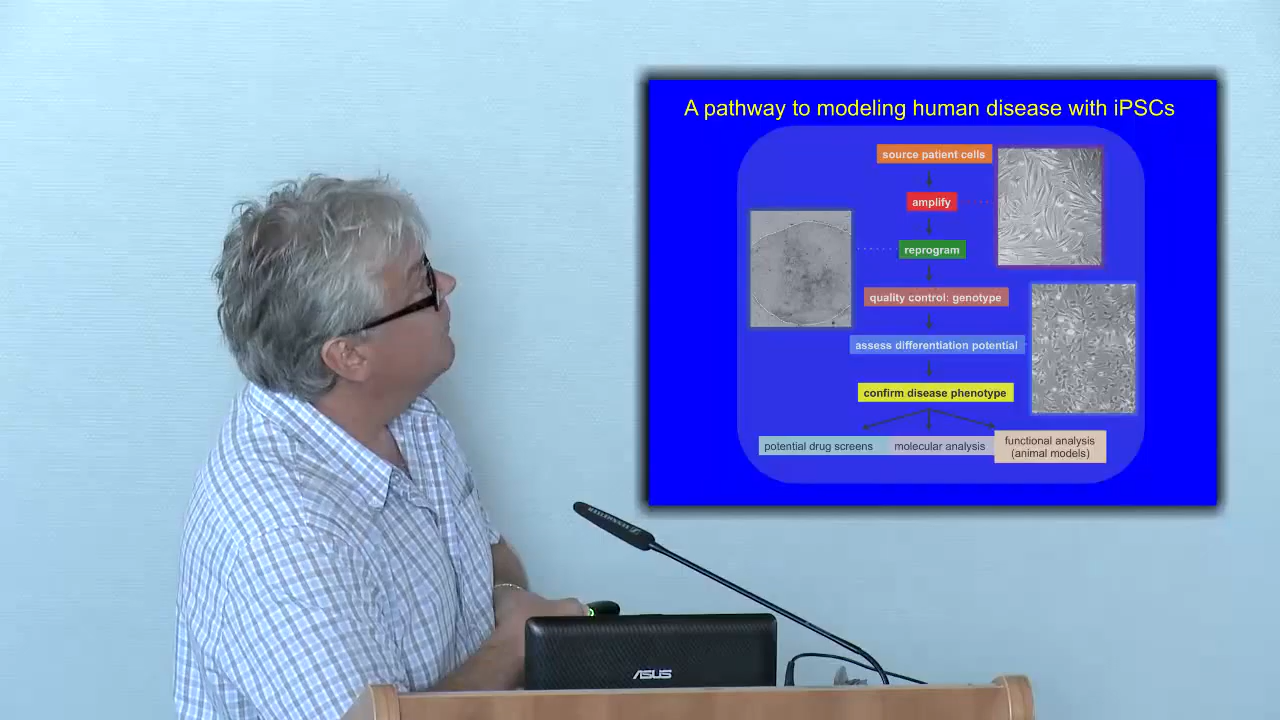 A pathway to modeling human disease with iPSCs
source patient cells
amplify
reprogram
quality control: genotype
assess differentiation potential
confirm disease phenotype
potential drug screens
molecular analysis
functional analysis
(animal models)
SENNHEISER
ASUS